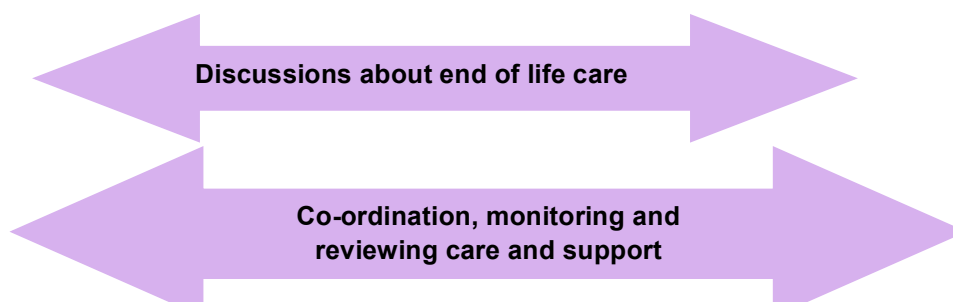 Discussions about end of life care
Co-ordination, monitoring and
reviewing care and support